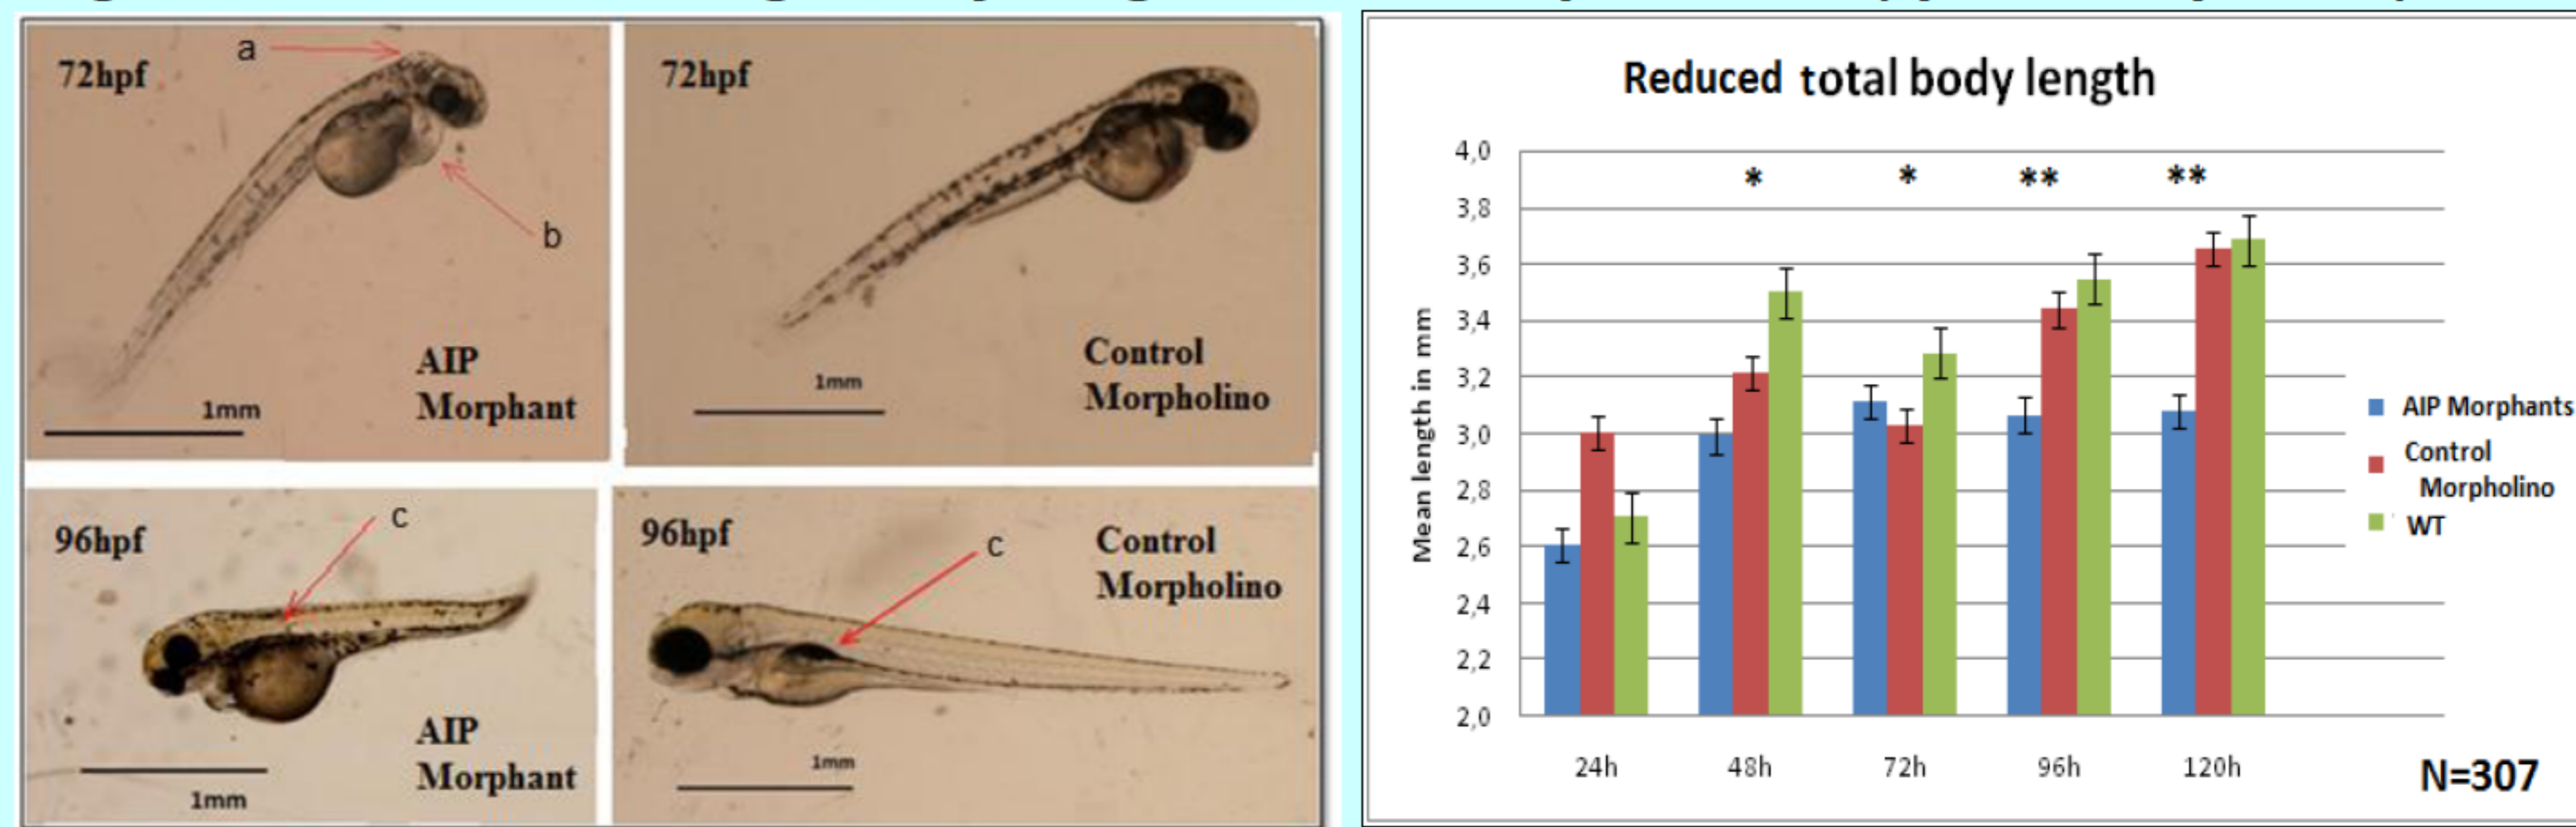 72hpf
a
b
AIP
Morphant
1mm
72hpf
Control
Morpholino
1mm
96hpf
c
AIP
Morphant
1mm
96hpf
c
Control
Morpholino
1mm
Reduced total body length
Mean length in mm
4,0
3,8
3,6
3,4
3,2
3,0
2,8
2,6
2,4
2,2
2,0
* * ** **
24h 48h 72h 96h 120h
AIP Morphants
Control
Morpholino
WT
N=307